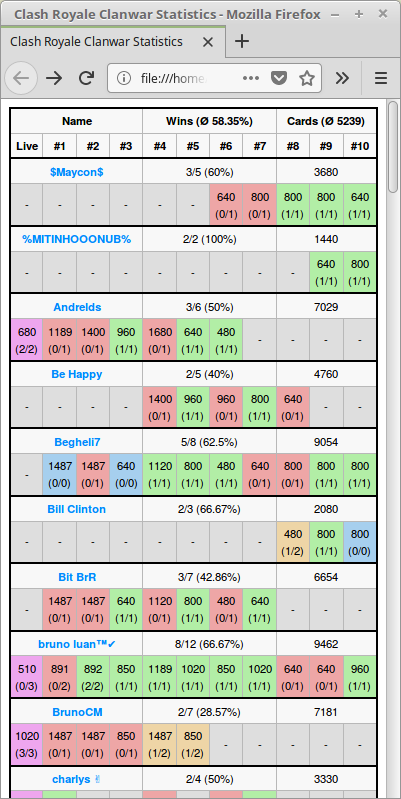 Clash Royale Clanwar Statistics - Mozilla Firefox
Clash Royale Clanwar Statistics
file:///home
Name Wins (Ø 58.35%) Cards (Ø 5239)
Live #1 #2 #3 #4 #5 #6 #7 #8 #9 #10
$Maycon$ 3/5 (60%) 3680
- - - - - - 640 800 800 800 640
(0/1) (0/1) (1/1) (1/1) (1/1)
%MITINHOOONUB% 2/2 (100%) 1440
- - - - - - - - - 640 800
(1/1) (1/1)
Andrelds 3/6 (50%) 7029
680 1189 1400 960 1680 640 480 - - - -
(2/2) (0/1) (0/1) (1/1) (0/1) (1/1) (1/1)
Be Happy 2/5 (40%) 4760
- - - - 1400 960 960 800 640 - -
(0/1) (1/1) (0/1) (1/1) (0/1)
Begheli7 5/8 (62.5%) 9054
- 1487 1487 640 1120 800 480 640 800 800 800
(0/0) (0/1) (0/0) (1/1) (1/1) (1/1) (0/1) (0/1) (1/1) (1/1)
Bill Clinton 2/3 (66.67%) 2080
- - - - - - - - 480 800 800
(1/2) (1/1) (0/0)
Bit BrR 3/7 (42.86%) 6654
- 1487 1487 640 1120 800 480 640 - - -
(0/1) (0/1) (1/1) (0/1) (1/1) (0/1) (1/1)
bruno luan™✔ 8/12 (66.67%) 9462
510 891 892 850 1189 1020 850 1020 640 640 960
(0/3) (0/2) (2/2) (1/1) (1/1) (1/1) (1/1) (1/1) (0/1) (0/1) (1/1)
BrunoCM 2/7 (28.57%) 7181
1020 1487 1487 850 1487 850 - - - - -
(3/3) (0/1) (0/1) (0/1) (1/2) (1/2)
charlys ✌ 2/4 (50%) 3330